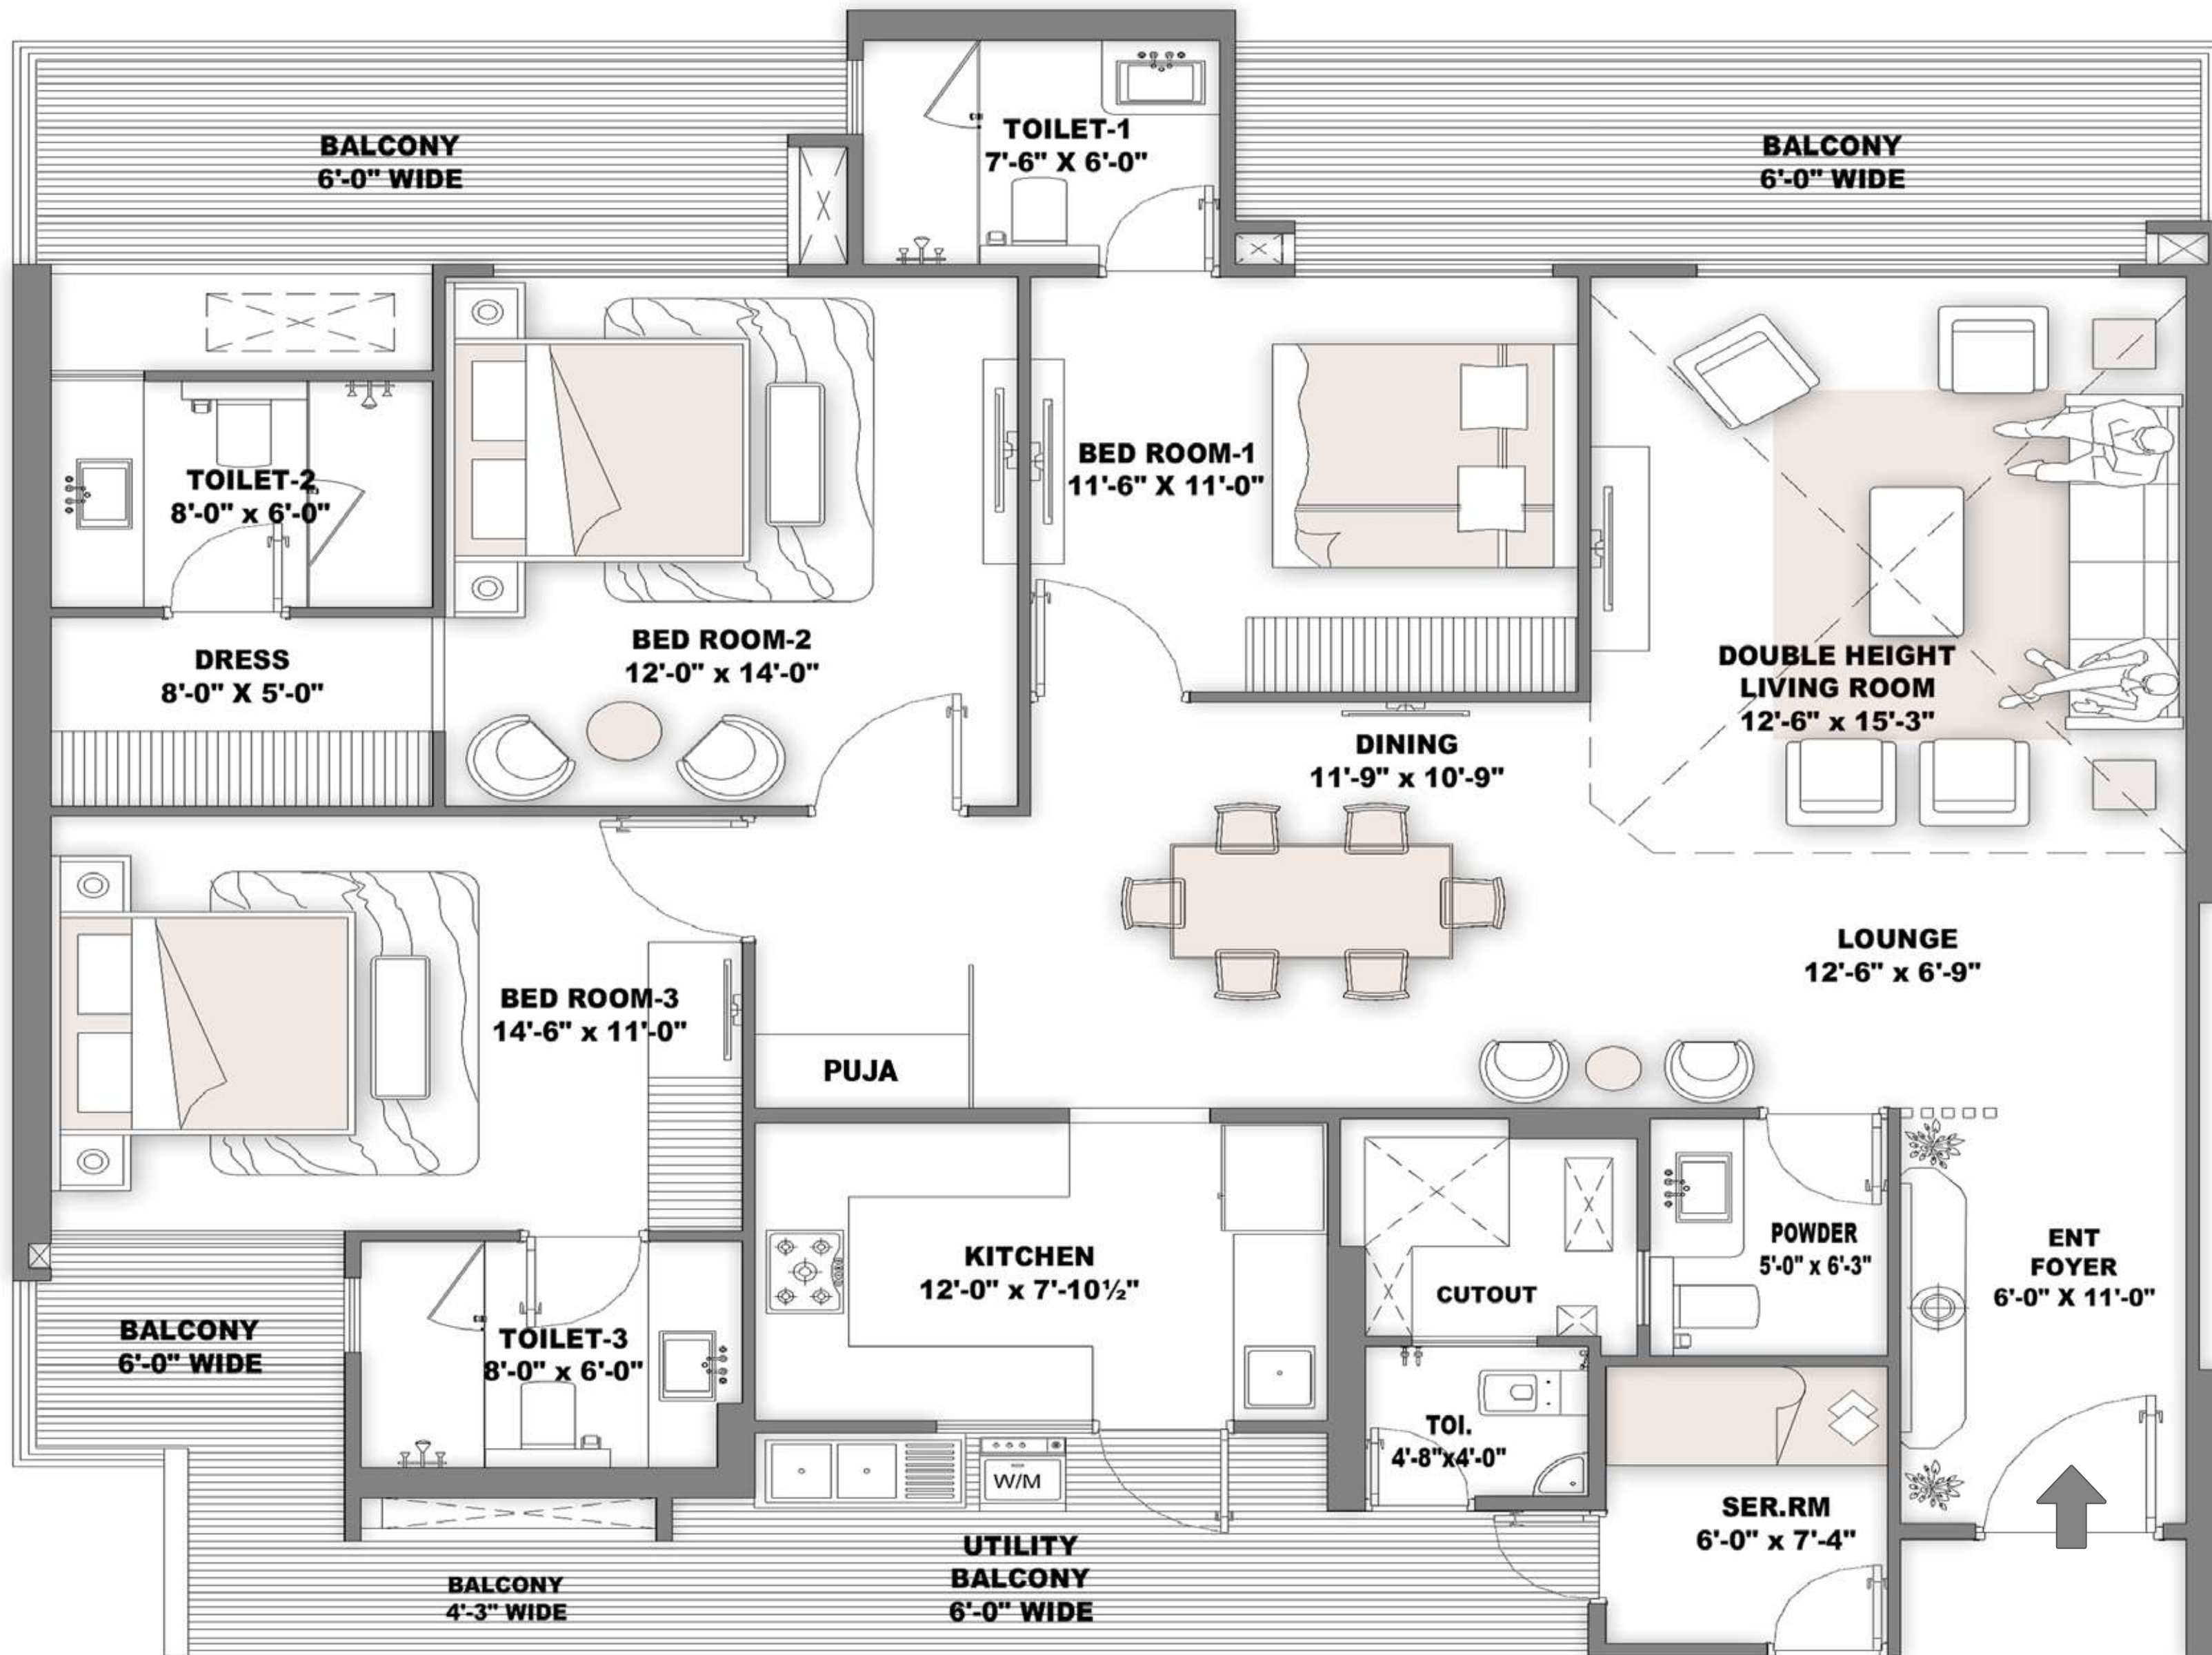 BALCONY
6'-0" WIDE
TOILET-1
7'-6" X 6'-0"
BALCONY
6'-0" WIDE
TOILET-2
8'-0" x 6'-0"
BED ROOM-1
11'-6" X 11'-0"
DRESS
8'-0" X 5'-0"
BED ROOM-2
12'-0" x 14'-0"
DOUBLE HEIGHT
LIVING ROOM
12'-6" x 15'-3"
DINING
11'-9" x 10'-9"
LOUNGE
12'-6" x 6'-9"
BED ROOM-3
14'-6" x 11'-0"
PUJA
KITCHEN
12'-0" x 7'-10½"
CUTOUT
POWDER
5'-0" x 6'-3"
ENT
FOYER
6'-0" X 11'-0"
BALCONY
6'-0" WIDE
TOILET-3
8'-0" x 6'-0"
W/M
TOI.
4'-8"x4'-0"
SER.RM
6'-0" x 7'-4"
BALCONY
4'-3" WIDE
UTILITY
BALCONY
6'-0" WIDE